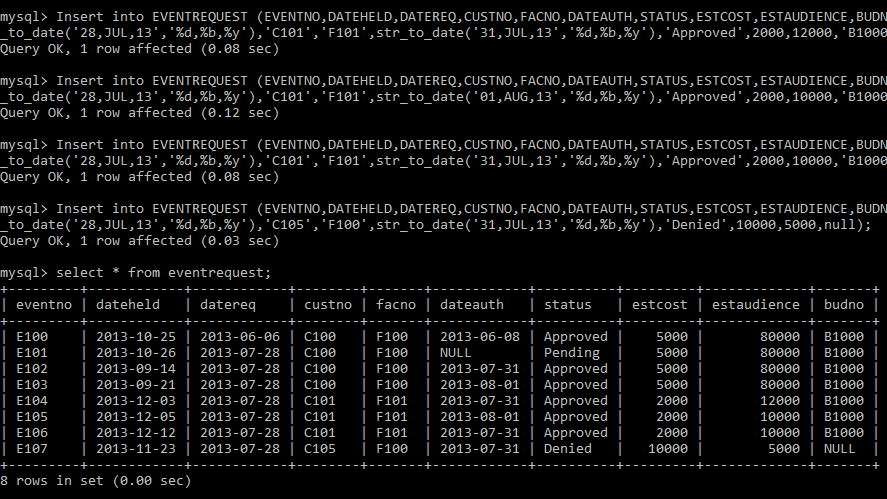 mysql> Insert into EVENTREQUEST (EVENTNO,DATEHELD,DATEREQ,CUSTNO,FACNO,DATEAUTH,STATUS,ESTCOST,ESTAUDIENCE,BUDN
_to_date('28,JUL,13','%d,%b,%y'),'C101','F101',str_to_date('31,JUL,13','%d,%b,%y'),'Approved',2000,12000,'B1000
Query OK, 1 row affected (0.08 sec)
mysql> Insert into EVENTREQUEST (EVENTNO,DATEHELD,DATEREQ,CUSTNO,FACNO,DATEAUTH,STATUS,ESTCOST,ESTAUDIENCE,BUDN
_to_date('28,JUL,13','%d,%b,%y'),'C101','F101',str_to_date('01,AUG,13','%d,%b,%y'),'Approved',2000,10000,'B1000
Query OK, 1 row affected (0.12 sec)
mysql> Insert into EVENTREQUEST (EVENTNO,DATEHELD,DATEREQ,CUSTNO,FACNO,DATEAUTH,STATUS,ESTCOST,ESTAUDIENCE,BUDN
_to_date('28,JUL,13','%d,%b,%y'),'C101','F101',str_to_date('31,JUL,13','%d,%b,%y'),'Approved',2000,10000,'B1000
Query OK, 1 row affected (0.08 sec)
mysql> Insert into EVENTREQUEST (EVENTNO,DATEHELD,DATEREQ,CUSTNO,FACNO,DATEAUTH,STATUS,ESTCOST,ESTAUDIENCE,BUDN
_to_date('28,JUL,13','%d,%b,%y'),'C105','F100',str_to_date('31,JUL,13','%d,%b,%y'),'Denied',10000,5000,null);
Query OK, 1 row affected (0.03 sec)
mysql> select * from eventrequest;
+---------+------------+------------+--------+-------+------------+----------+---------+-------------+-------+
| eventno | dateheld   | datereq    | custno | facno | dateauth   | status   | estcost | estaudience | budno |
+---------+------------+------------+--------+-------+------------+----------+---------+-------------+-------+
| E100    | 2013-10-25 | 2013-06-06 | C100   | F100  | 2013-06-08 | Approved |    5000 |       80000 | B1000 |
| E101    | 2013-10-26 | 2013-07-28 | C100   | F100  | NULL       | Pending  |    5000 |       80000 | B1000 |
| E102    | 2013-09-14 | 2013-07-28 | C100   | F100  | 2013-07-31 | Approved |    5000 |       80000 | B1000 |
| E103    | 2013-09-21 | 2013-07-28 | C100   | F100  | 2013-08-01 | Approved |    5000 |       80000 | B1000 |
| E104    | 2013-12-03 | 2013-07-28 | C101   | F101  | 2013-07-31 | Approved |    2000 |       12000 | B1000 |
| E105    | 2013-12-05 | 2013-07-28 | C101   | F101  | 2013-08-01 | Approved |    2000 |       10000 | B1000 |
| E106    | 2013-12-12 | 2013-07-28 | C101   | F101  | 2013-07-31 | Approved |    2000 |       10000 | B1000 |
| E107    | 2013-11-23 | 2013-07-28 | C105   | F100  | 2013-07-31 | Denied   |   10000 |        5000 | NULL  |
+---------+------------+------------+--------+-------+------------+----------+---------+-------------+-------+
8 rows in set (0.00 sec)